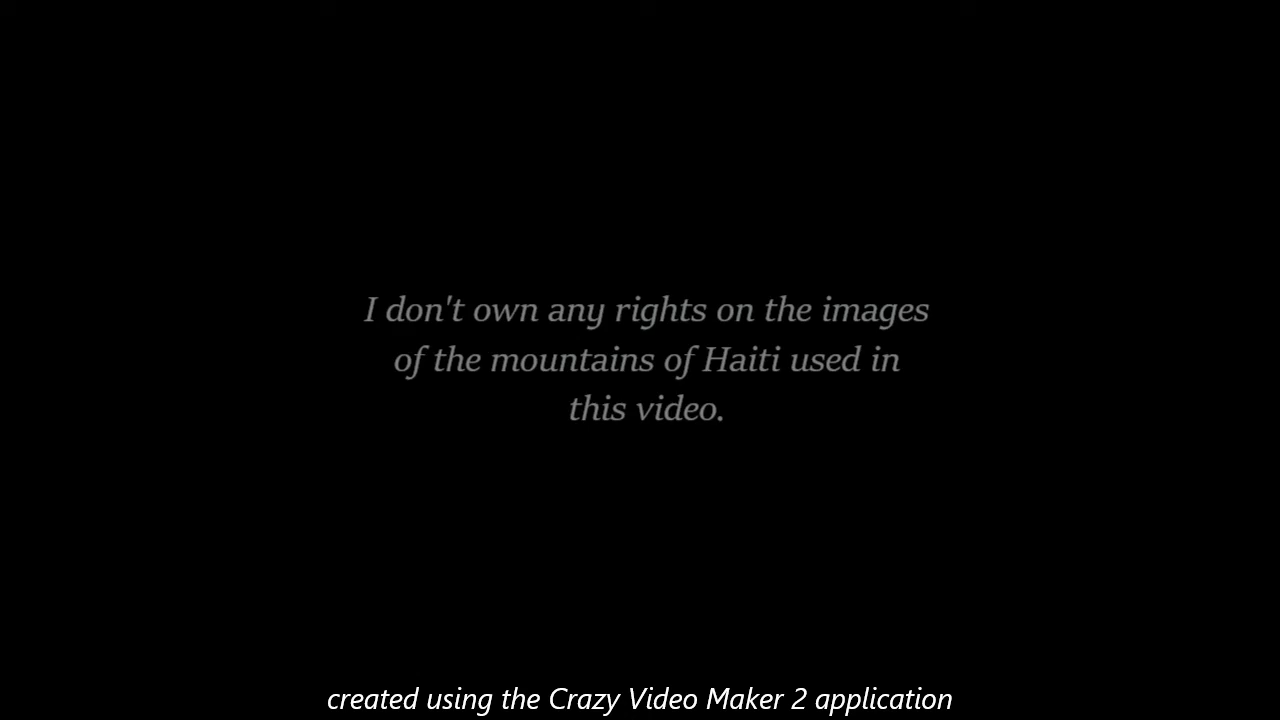 I don't own any rights on the images
of the mountains of Haiti used in
this video.
created using the Crazy Video Maker 2 application